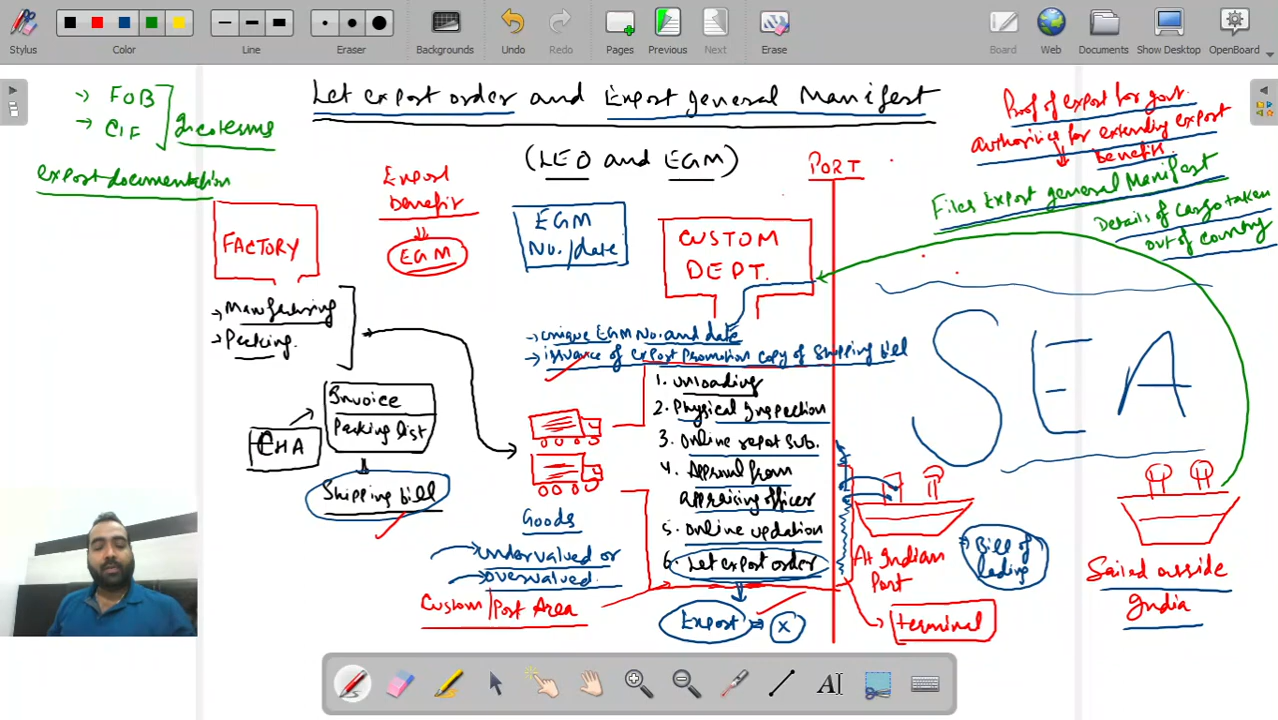 Stylus
Color
Line
Eraser
Backgrounds
Undo
Redo
Pages
Previous
Next
Erase
Board
Web
Documents
Show Desktop
OpenBoard
→ FOB
→ CIF
Incoterms
export documentation
Let export order and Export general Manifest
(LEO and EGM)
PORT
Proof of export for govt.
authorities for extending export
benefit.
Files Export general Manifest
Details of cargo taken
out of country
Export
benefit
EGM
EGM
No./date
CUSTOM
DEPT.
FACTORY
→ Manufacturing
→ Packing.
→ unique EGM No. and date
→ issuance of export promotion copy of Shipping bill
1. unloading
2. Physical Inspection
3. Online repot sub.
4. Approval from
appraising officer
5. Online updation
6. Let export order
Export
X
Invoice
Packing list
CHA
Shipping bill
Goods
undervalued or
overvalued.
Custom/Port Area
SEA
At Indian
Port
terminal
Bill of
lading
Sailed outside
India